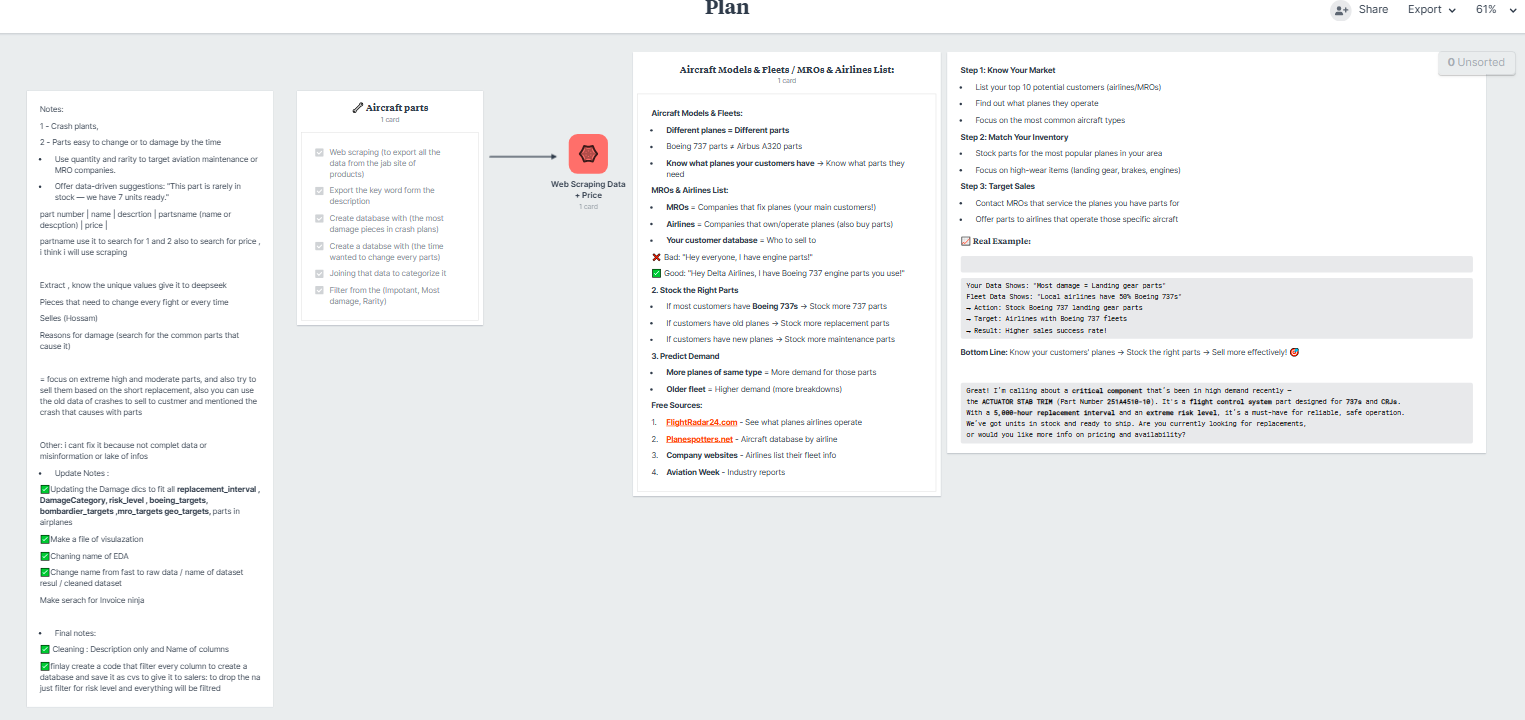 Plan
Share
Export
61%
0 Unsorted
Notes:
1 - Crash plants,
2 - Parts easy to change or to damage by the time
• Use quantity and rarity to target aviation maintenance or
MRO companies.
• Offer data-driven suggestions: "This part is rarely in
stock — we have 7 units ready."
part number | name | descrtion | partsname (name or
desction) | price |
partname use it to search for 1 and 2 also to search for price ,
i think i will use scraping
Extract , know the unique values give it to deepseek
Pieces that need to change every fight or every time
Selles (Hossam)
Reasons for damage (search for the common parts that
cause it)
= focus on extreme high and moderate parts, and also try to
sell them based on the short replacement, also you can use
the old data of crashes to sell to custmer and mentioned the
crash that causes with parts
Other: i cant fix it because not complet data or
misinformation or lake of infos
• Update Notes :
✅Updating the Damage dics to fit all replacement_interval ,
DamageCategory, risk_level , boeing_targets,
bombardier_targets ,mro_targets geo_targets, parts in
airplanes
✅Make a file of visulazation
✅Chaning name of EDA
✅Change name from fast to raw data / name of dataset
resul / cleaned dataset
Make serach for Invoice ninja
• Final notes:
✅ Cleaning : Description only and Name of columns
✅finlay create a code that filter every column to create a
database and save it as cvs to give it to salers: to drop the na
just filter for risk level and everything will be filtred
Aircraft parts
1 card
Web scraping (to export all the
data from the jab site of
products)
Export the key word form the
description
Create database with (the most
damage pieces in crash plans)
Create a databse with (the time
wanted to change every parts)
Joining that data to categorize it
Filter from the (Impotant, Most
damage, Rarity)
Web Scraping Data
+ Price
1 card
Aircraft Models & Fleets / MROs & Airlines List:
1 card
Aircraft Models & Fleets:
• Different planes = Different parts
• Boeing 737 parts ≠ Airbus A320 parts
• Know what planes your customers have → Know what parts they
need
MROs & Airlines List:
• MROs = Companies that fix planes (your main customers!)
• Airlines = Companies that own/operate planes (also buy parts)
• Your customer database = Who to sell to
❌ Bad: "Hey everyone, I have engine parts!"
✅ Good: "Hey Delta Airlines, I have Boeing 737 engine parts you use!"
2. Stock the Right Parts
• If most customers have Boeing 737s → Stock more 737 parts
• If customers have old planes → Stock more replacement parts
• If customers have new planes → Stock more maintenance parts
3. Predict Demand
• More planes of same type = More demand for those parts
• Older fleet = Higher demand (more breakdowns)
Free Sources:
1. FlightRadar24.com - See what planes airlines operate
2. Planespotters.net - Aircraft database by airline
3. Company websites - Airlines list their fleet info
4. Aviation Week - Industry reports
Step 1: Know Your Market
• List your top 10 potential customers (airlines/MROs)
• Find out what planes they operate
• Focus on the most common aircraft types
Step 2: Match Your Inventory
• Stock parts for the most popular planes in your area
• Focus on high-wear items (landing gear, brakes, engines)
Step 3: Target Sales
• Contact MROs that service the planes you have parts for
• Offer parts to airlines that operate those specific aircraft
📈 Real Example:
Your Data Shows: "Most damage = Landing gear parts"
Fleet Data Shows: "Local airlines have 50% Boeing 737s"
→ Action: Stock Boeing 737 landing gear parts
→ Target: Airlines with Boeing 737 fleets
→ Result: Higher sales success rate!
Bottom Line: Know your customers' planes → Stock the right parts → Sell more effectively! 🎯
Great! I'm calling about a critical component that's been in high demand recently —
the ACTUATOR STAB TRIM (Part Number 251A4510-10). It's a flight control system part designed for 737s and CRJs.
With a 5,000-hour replacement interval and an extreme risk level, it's a must-have for reliable, safe operation.
We've got units in stock and ready to ship. Are you currently looking for replacements,
or would you like more info on pricing and availability?